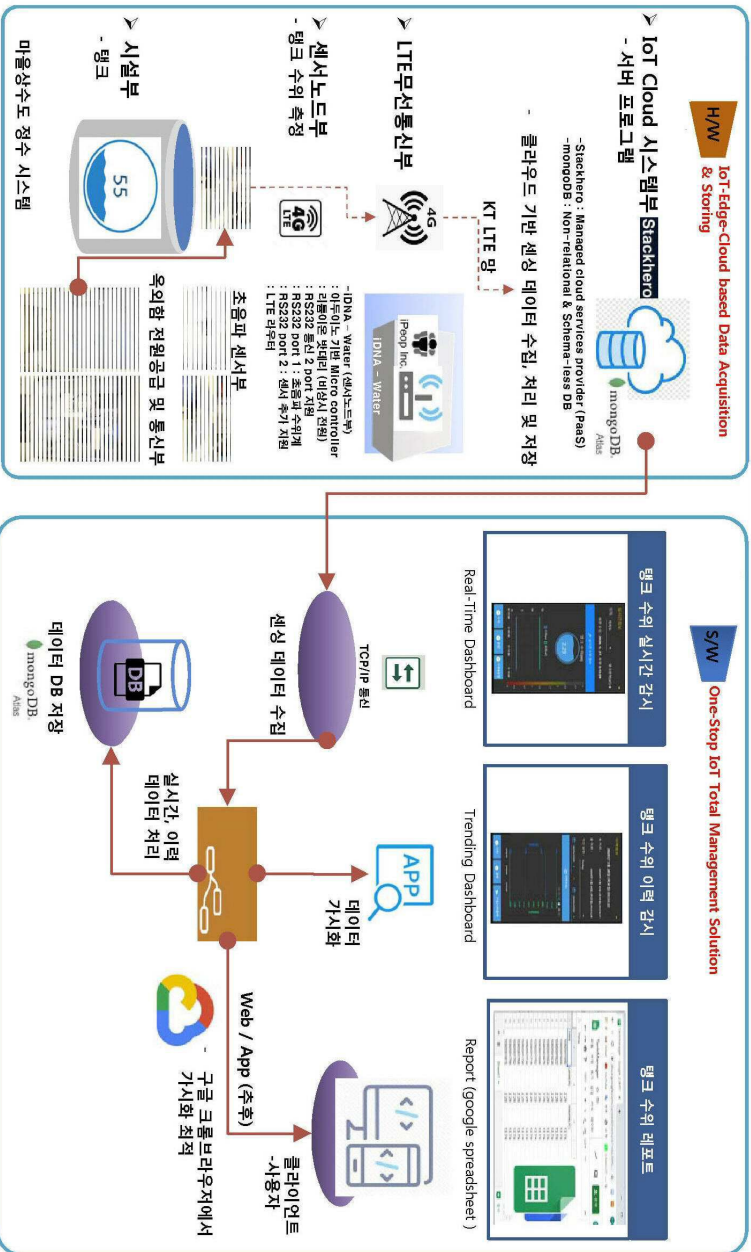 H/W
IoT-Edge-Cloud based Data Acquisition
& Storing
➤ IoT Cloud 시스템부
- 서버 프로그램
Stackhero
mongoDB.
Atlas
-Stackhero : Managed cloud services provider (PaaS)
-mongoDB : Non-relational & Schema-less DB
- 클라우드 기반 센싱 데이터 수집, 처리 및 저장
KT LTE 망
➤ LTE무선통신부
4G
iPeop Inc.
iDNA - Water
➤ 센서노드부
- 탱크 수위 측정
4G
LTE
-iDNA - Water (센서노드부)
: 아두이노 기반 Micro controller
: 리튬이온 밧데리 (비상시 전원)
: RS232 통신 2 port 지원
: RS232 port 1 : 초음파 수위계
: RS232 port 2 : 센서 추가 지원
: LTE 라우터
초음파 센서부
➤ 시설부
- 탱크
55
옥외함 전원공급 및 통신부
마을상수도 정수 시스템
S/W
One-Stop IoT Total Management Solution
탱크 수위 실시간 감시
Real-Time Dashboard
탱크 수위 이력 감시
Trending Dashboard
탱크 수위 레포트
Report (google spreadsheet )
TCP/IP 통신
센싱 데이터 수집
APP
데이터
가시화
클라이언트
-사용자
Web / App (추후)
실시간, 이력
데이터 처리
- 구글 크롬브라우저에서
가시화 최적
DB
데이터 DB 저장
mongoDB.
Atlas